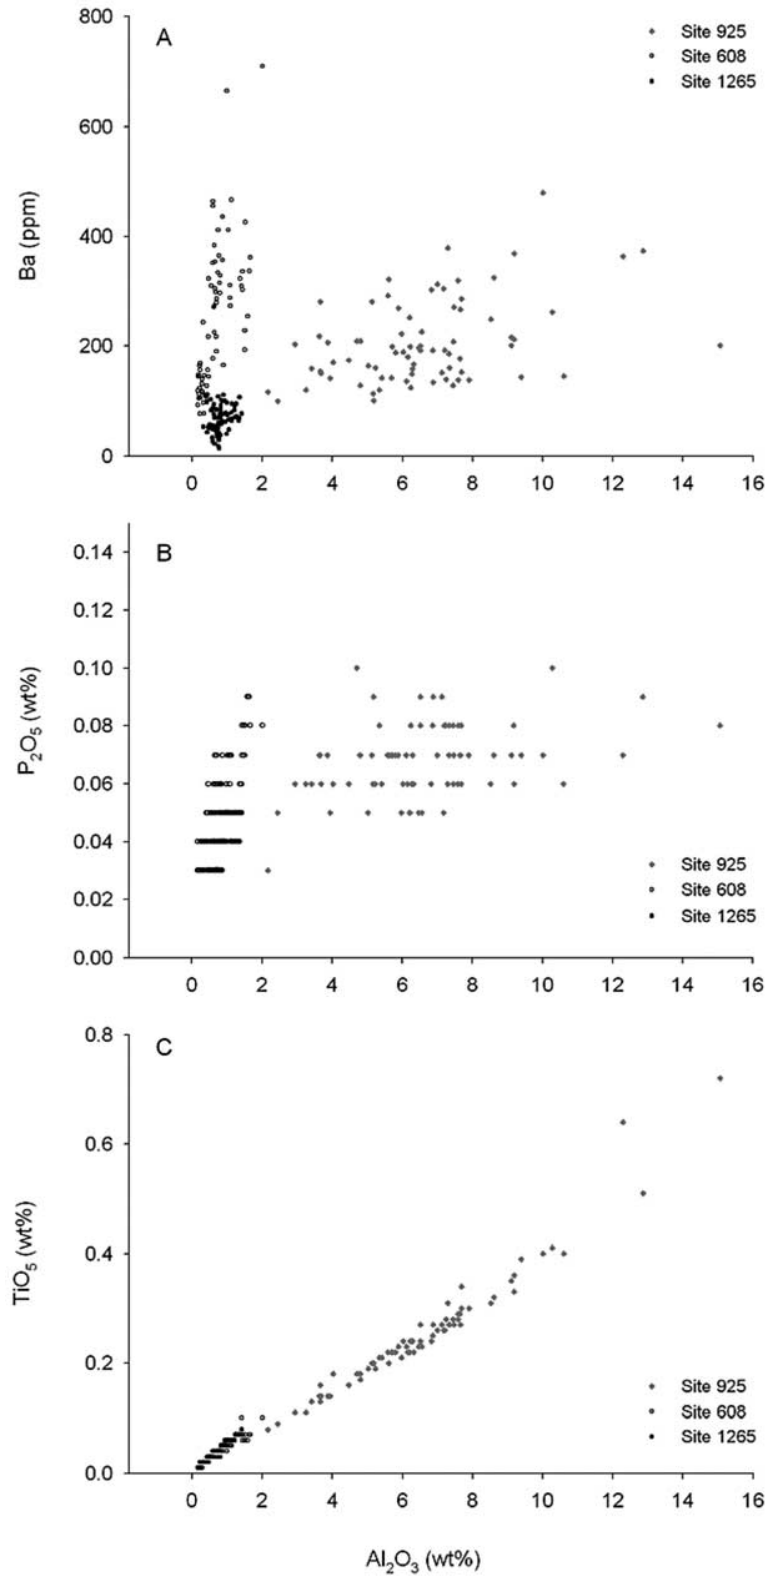 A
800
600
400
200
0
Ba (ppm)
Site 925
Site 608
Site 1265
0 2 4 6 8 10 12 14 16
B
0.14
0.12
0.10
0.08
0.06
0.04
0.02
0.00
P₂O₅ (wt%)
Site 925
Site 608
Site 1265
0 2 4 6 8 10 12 14 16
C
0.8
0.6
0.4
0.2
0.0
TiO₅ (wt%)
Site 925
Site 608
Site 1265
0 2 4 6 8 10 12 14 16
Al₂O₃ (wt%)